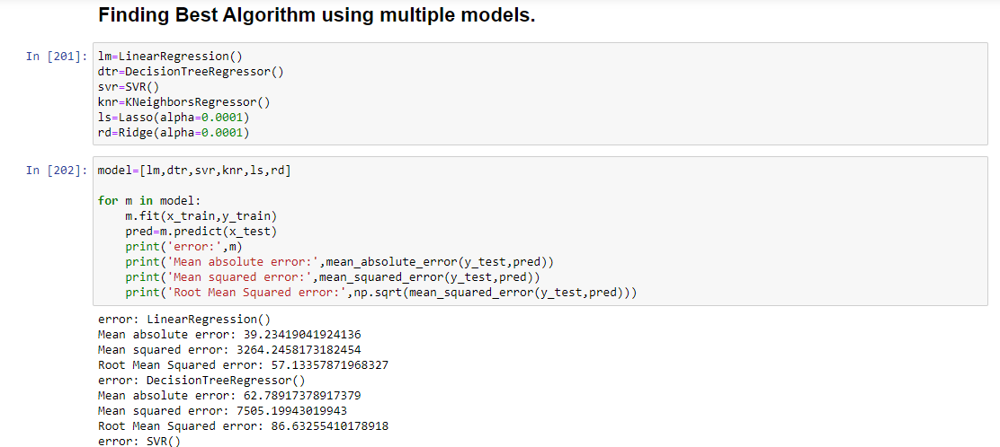 Finding Best Algorithm using multiple models.
In [201]: lm=LinearRegression()
dtr=DecisionTreeRegressor()
svr=SVR()
knr=KNeighborsRegressor()
ls=Lasso(alpha=0.0001)
rd=Ridge(alpha=0.0001)
In [202]: model=[lm,dtr,svr,knr,ls,rd]
for m in model:
    m.fit(x_train,y_train)
    pred=m.predict(x_test)
    print('error:',m)
    print('Mean absolute error:',mean_absolute_error(y_test,pred))
    print('Mean squared error:',mean_squared_error(y_test,pred))
    print('Root Mean Squared error:',np.sqrt(mean_squared_error(y_test,pred)))
error: LinearRegression()
Mean absolute error: 39.23419041924136
Mean squared error: 3264.2458173182454
Root Mean Squared error: 57.13357871968327
error: DecisionTreeRegressor()
Mean absolute error: 62.78917378917379
Mean squared error: 7505.19943019943
Root Mean Squared error: 86.63255410178918
error: SVR()